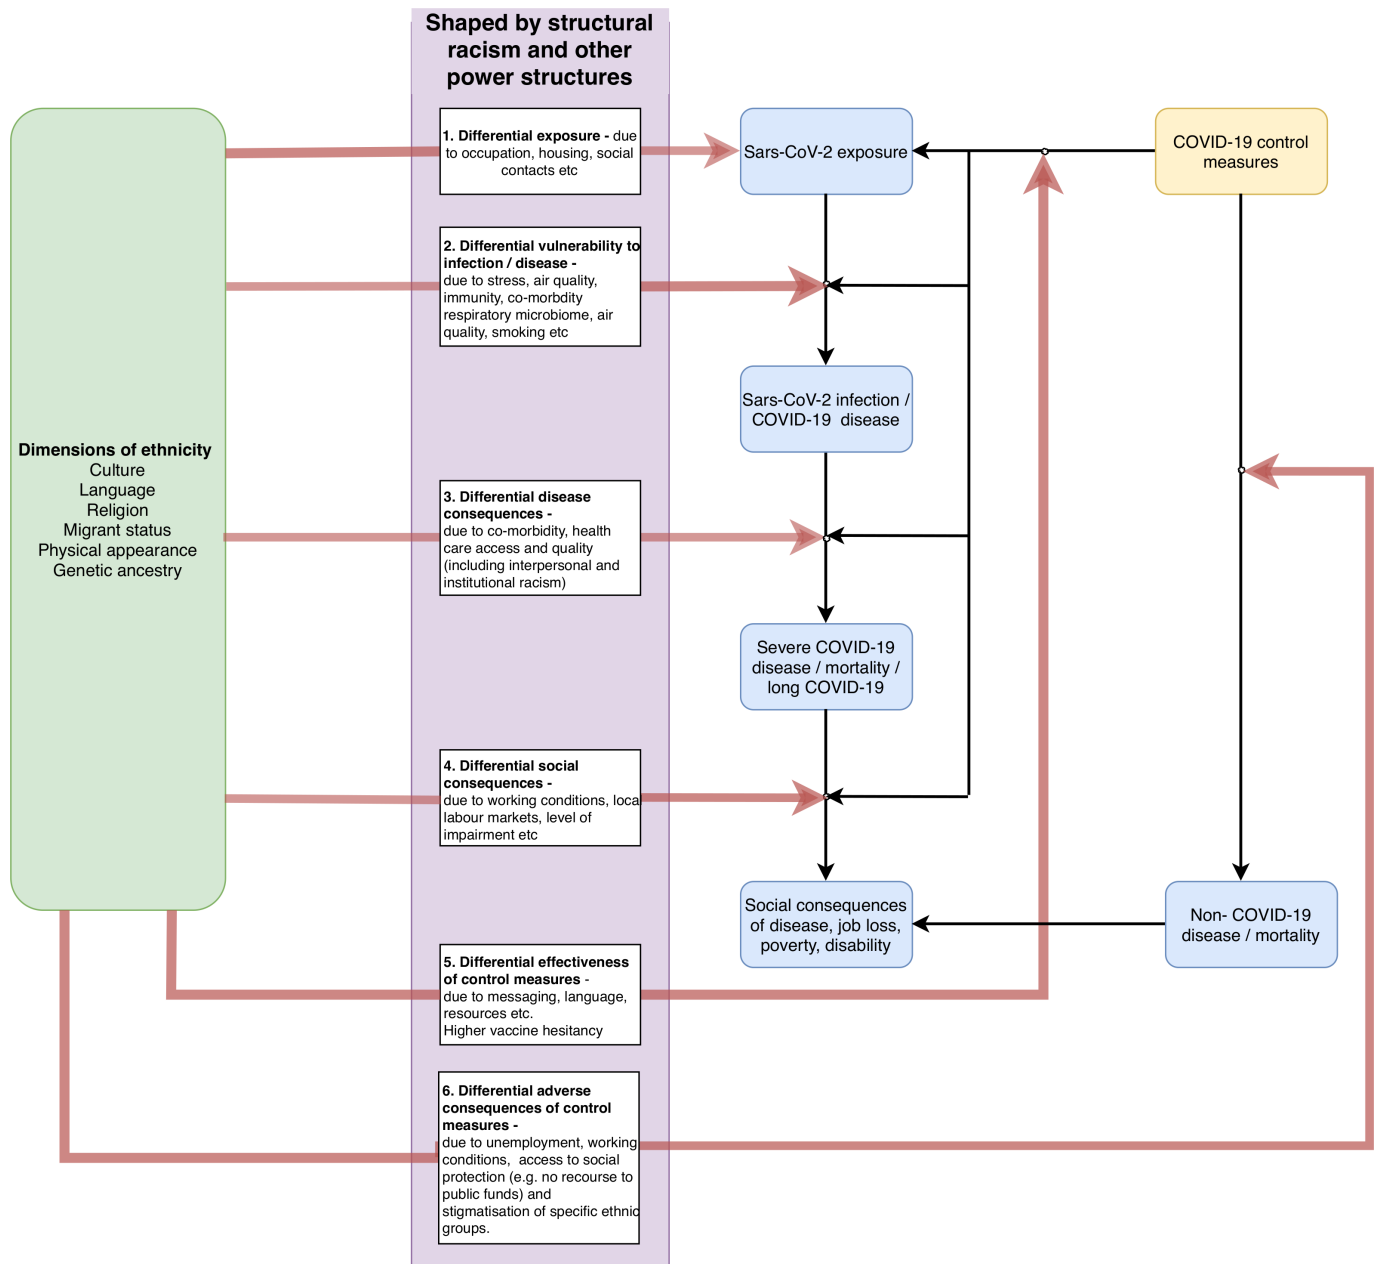 Shaped by structural
racism and other
power structures
Dimensions of ethnicity
Culture
Language
Religion
Migrant status
Physical appearance
Genetic ancestry
1. Differential exposure - due
to occupation, housing, social
contacts etc
2. Differential vulnerability to
infection / disease -
due to stress, air quality,
immunity, co-morbdity
respiratory microbiome, air
quality, smoking etc
3. Differential disease
consequences -
due to co-morbidity, health
care access and quality
(including interpersonal and
institutional racism)
4. Differential social
consequences -
due to working conditions, loca
labour markets, level of
impairment etc
5. Differential effectiveness
of control measures -
due to messaging, language,
resources etc.
Higher vaccine hesitancy
6. Differential adverse
consequences of control
measures -
due to unemployment, working
conditions, access to social
protection (e.g. no recourse to
public funds) and
stigmatisation of specific ethnic
groups.
Sars-CoV-2 exposure
Sars-CoV-2 infection /
COVID-19 disease
Severe COVID-19
disease / mortality /
long COVID-19
Social consequences
of disease, job loss,
poverty, disability
COVID-19 control
measures
Non- COVID-19
disease / mortality